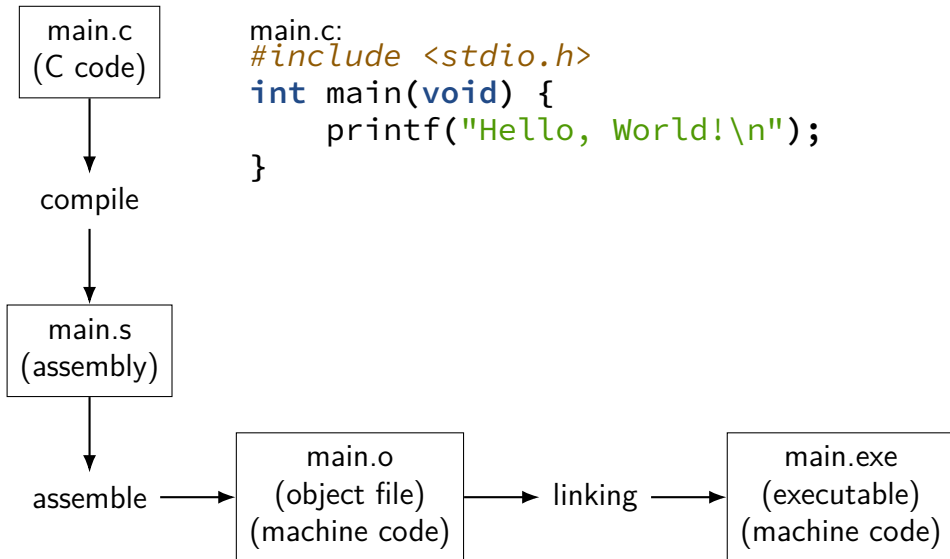 main.c
(C code)
main.c:
#include <stdio.h>
int main(void) {
    printf("Hello, World!\n");
}
compile
main.s
(assembly)
assemble
main.o
(object file)
(machine code)
linking
main.exe
(executable)
(machine code)